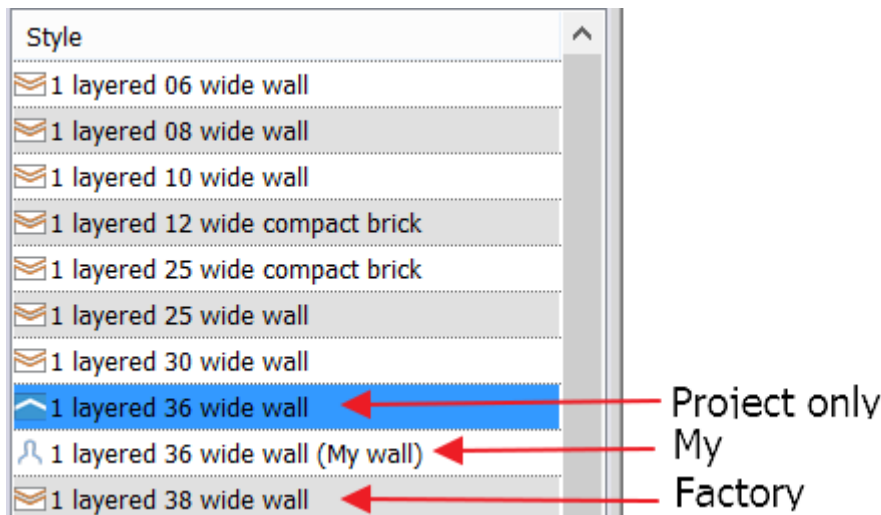 Style
1 layered 06 wide wall
1 layered 08 wide wall
1 layered 10 wide wall
1 layered 12 wide compact brick
1 layered 25 wide compact brick
1 layered 25 wide wall
1 layered 30 wide wall
1 layered 36 wide wall Project only
1 layered 36 wide wall (My wall) My
1 layered 38 wide wall Factory